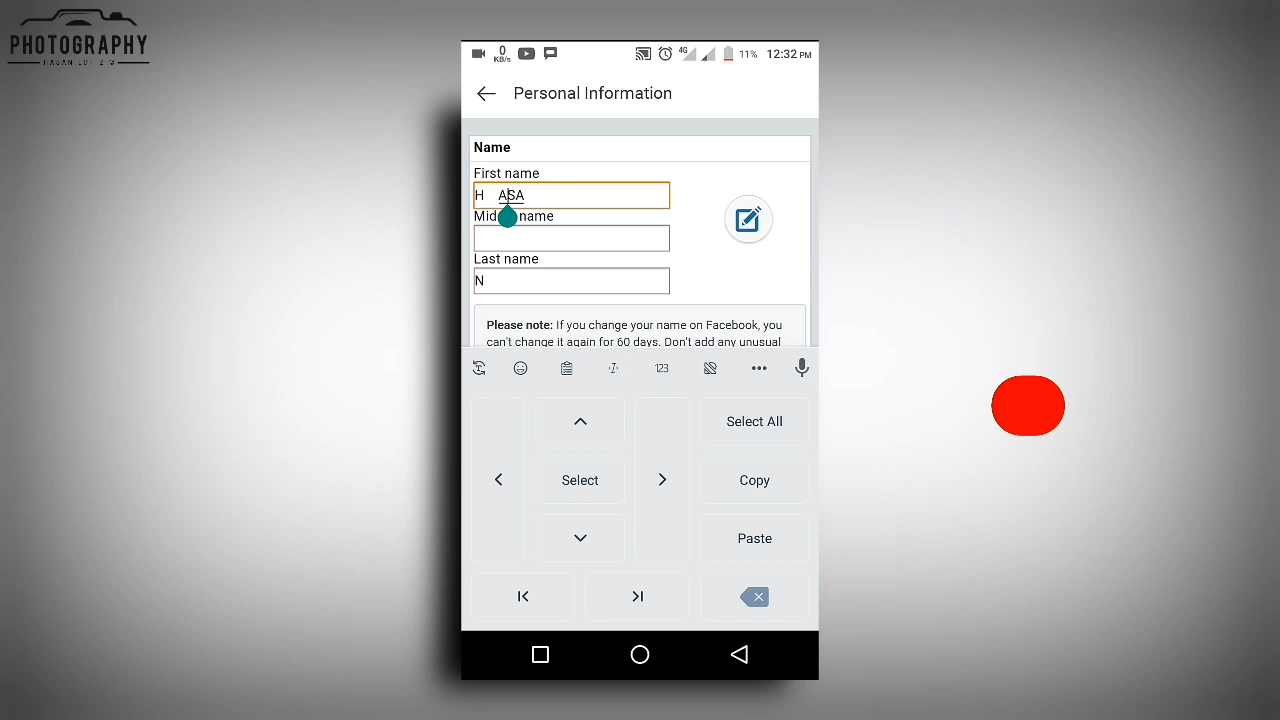 PHOTOGRAPHY
0
KB/s
4G
11%
12:32 PM
Personal Information
Name
First name
H ASA
Mid name
Last name
N
Please note: If you change your name on Facebook, you
can't change it again for 60 days. Don't add any unusual
123
Select All
Select
Copy
Paste